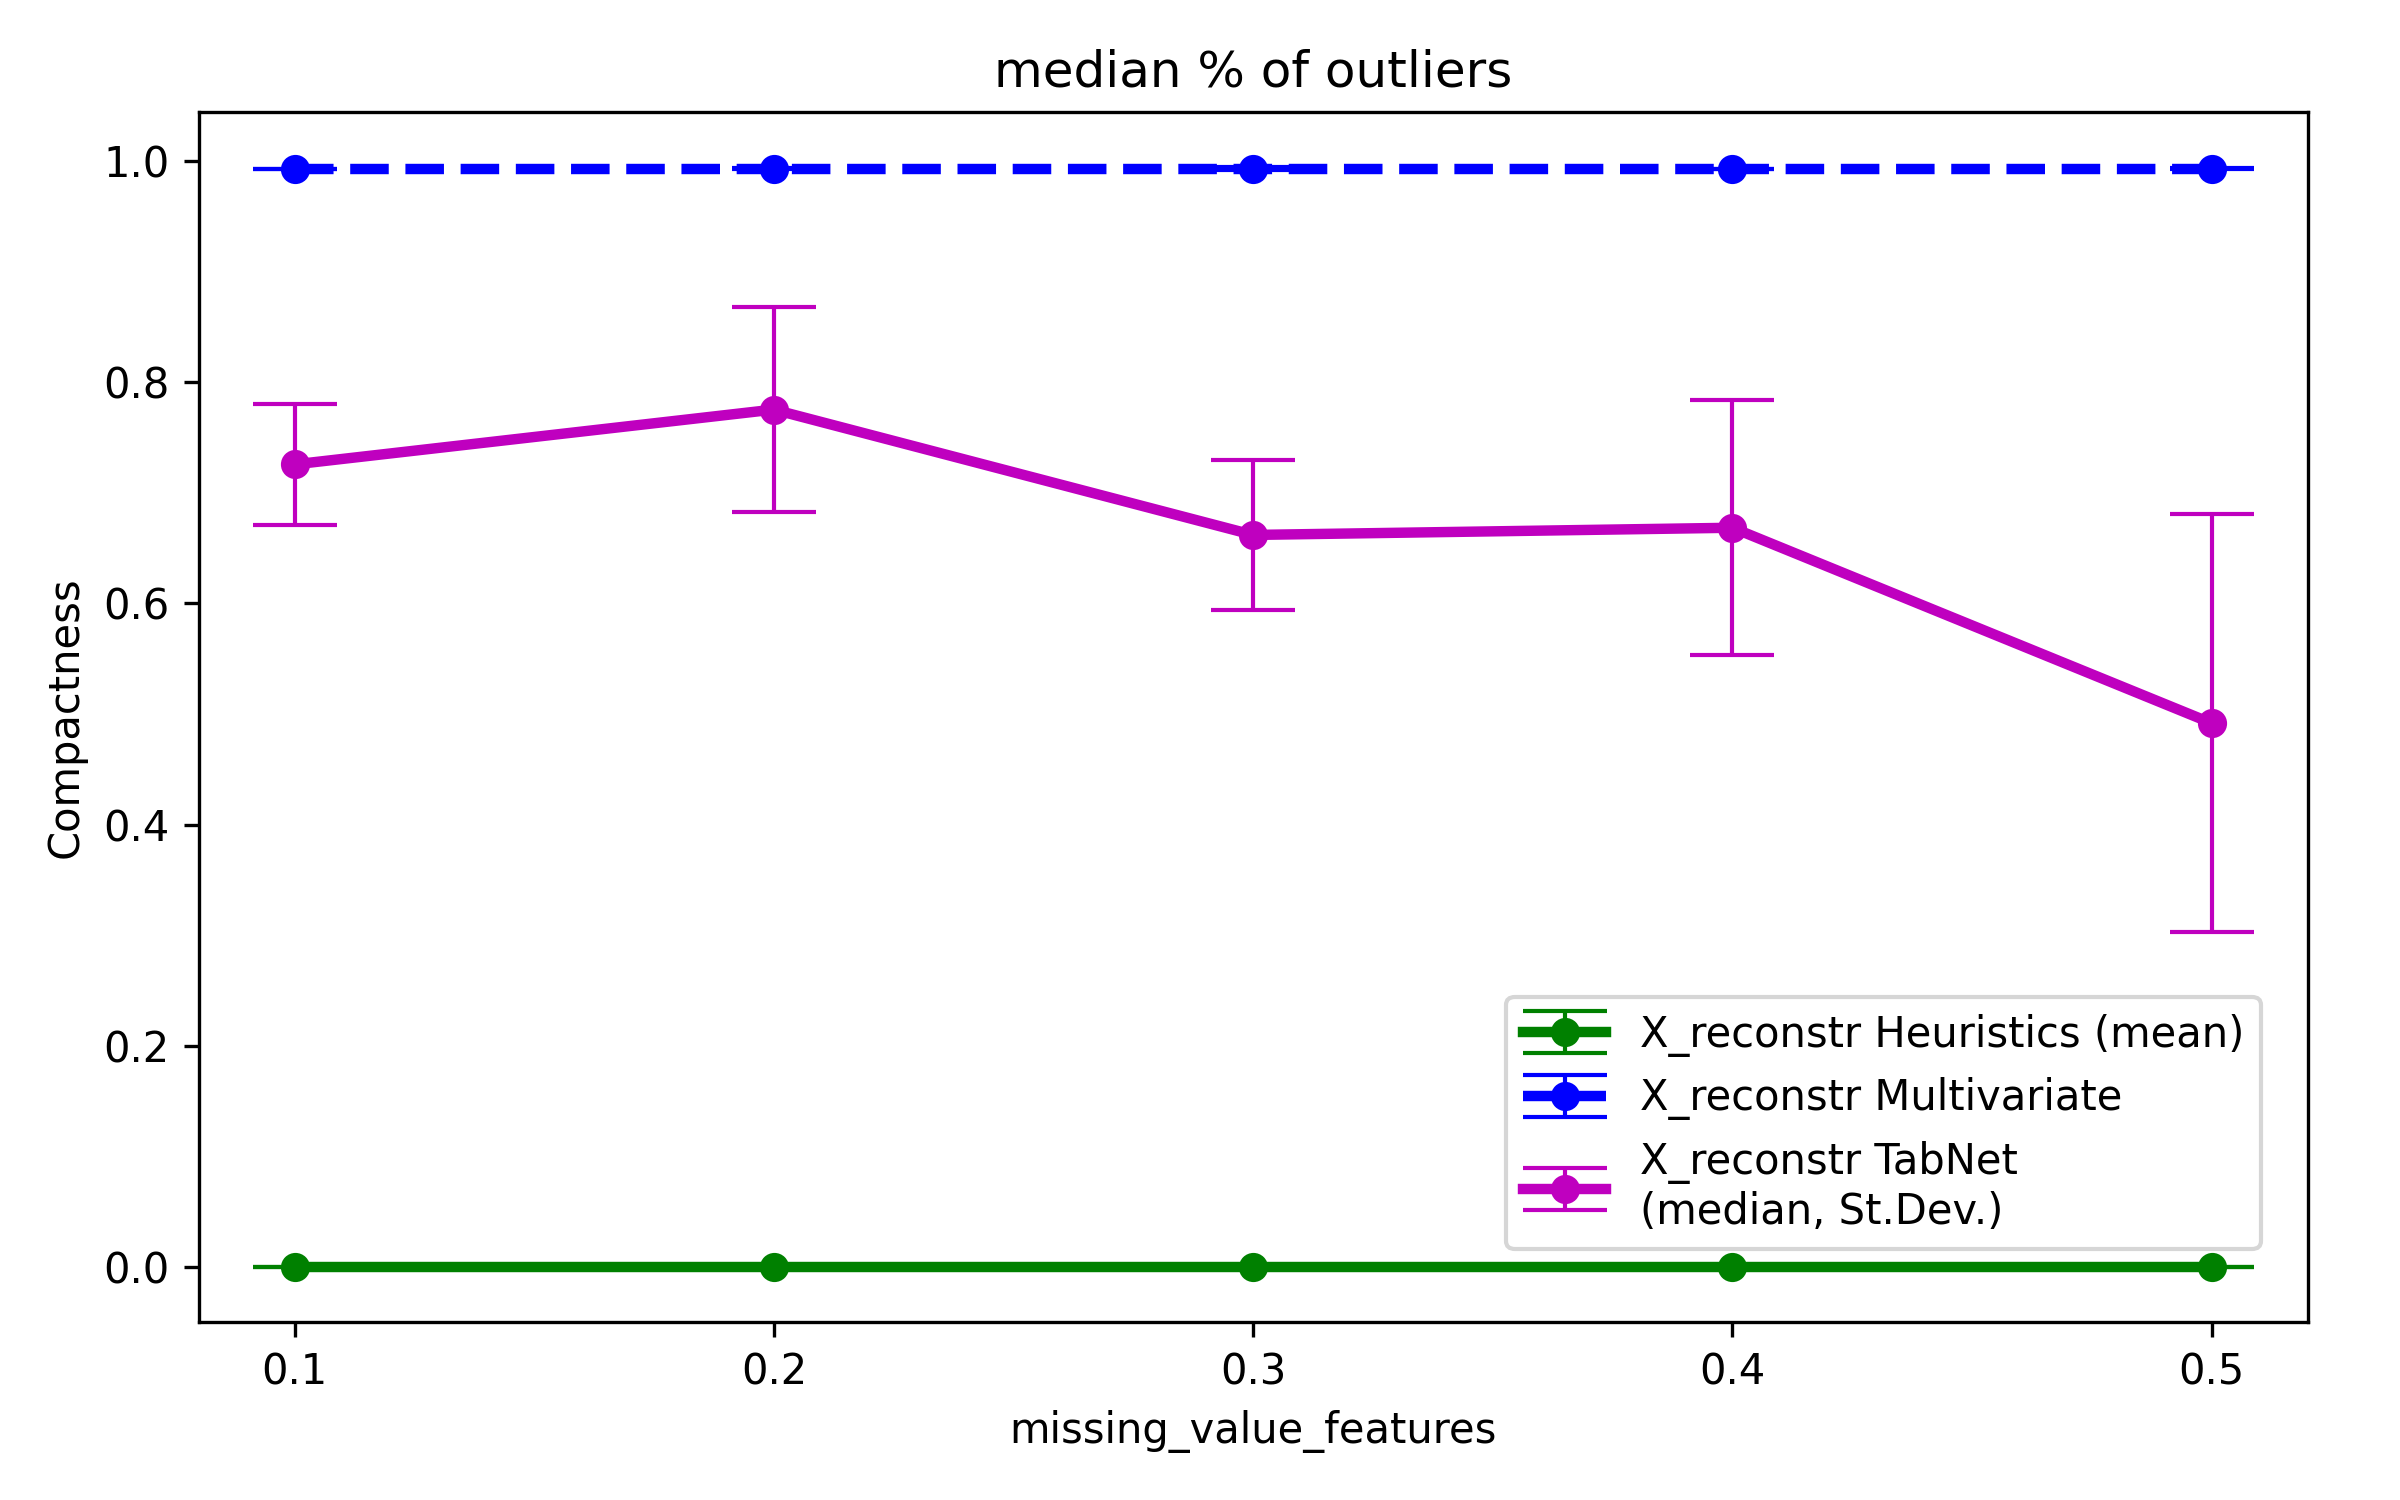 median % of outliers
1.0
0.8
0.6
0.4
0.2
0.0
Compactness
X_reconstr Heuristics (mean)
X_reconstr Multivariate
X_reconstr TabNet
(median, St.Dev.)
0.1
0.2
0.3
0.4
0.5
missing_value_features